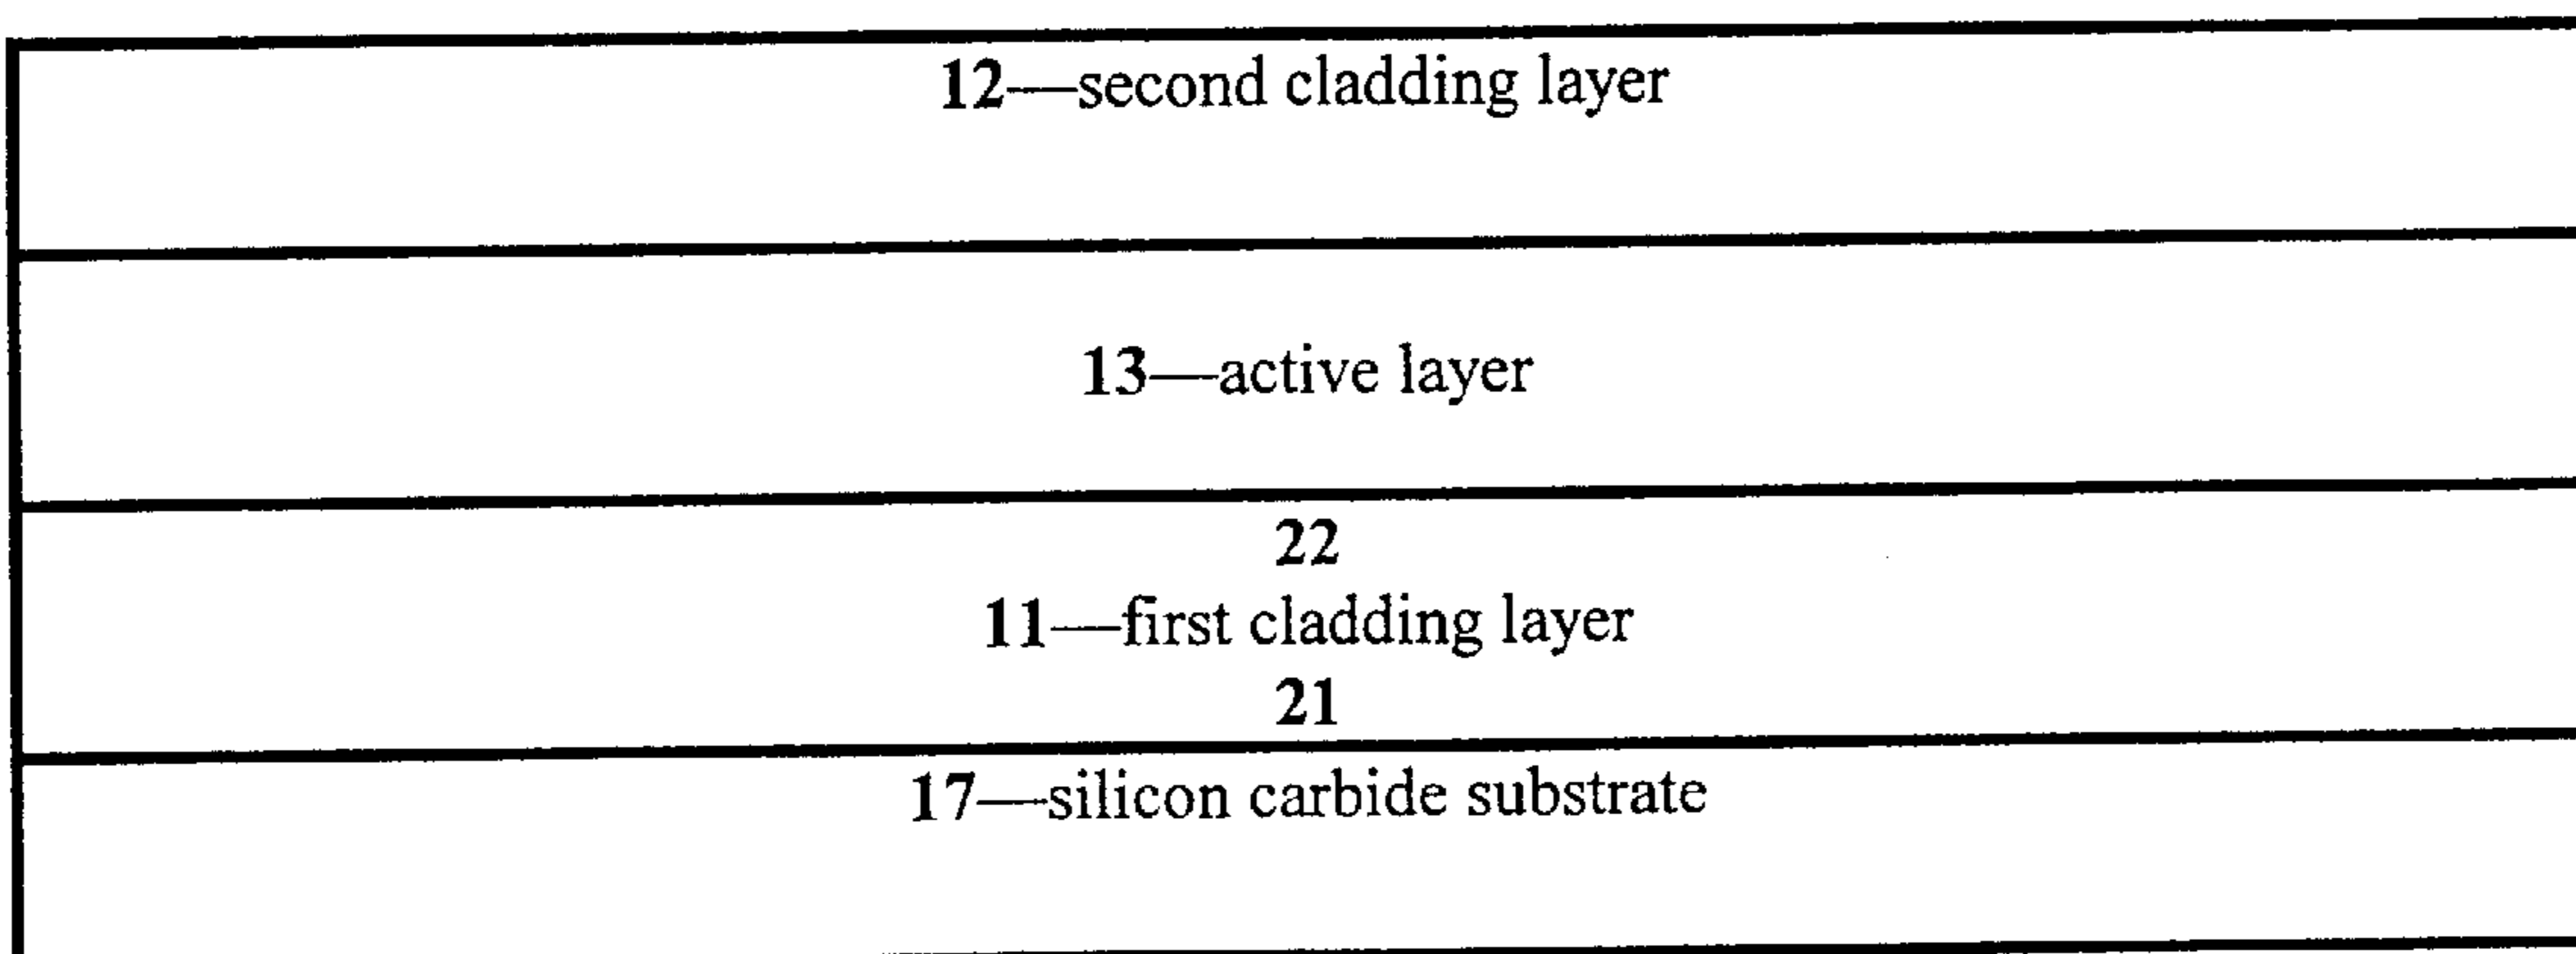 12—second cladding layer
13—active layer
22
11—first cladding layer
21
17—silicon carbide substrate